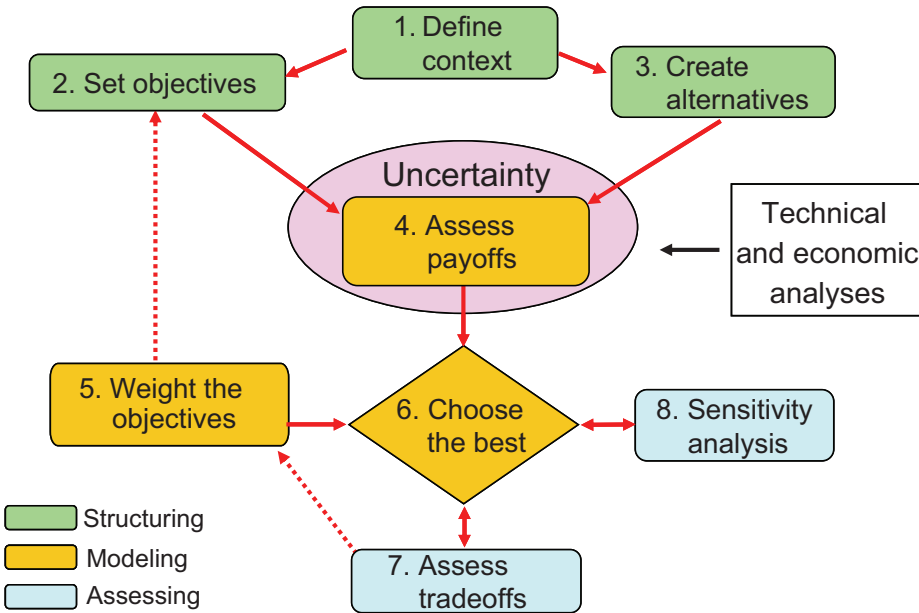 1. Define
context
2. Set objectives
3. Create
alternatives
Uncertainty
4. Assess
payoffs
Technical
and economic
analyses
5. Weight the
objectives
6. Choose
the best
8. Sensitivity
analysis
7. Assess
tradeoffs
Structuring
Modeling
Assessing